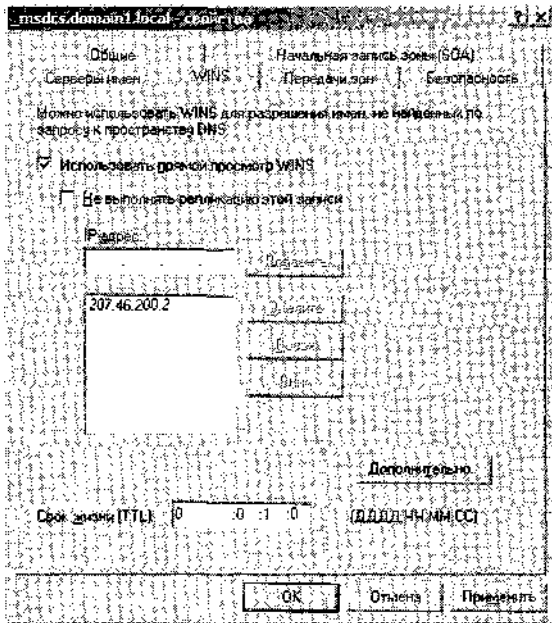 _msdcs.domain1.local - свойства ? ×
Общие Начальная запись зоны (SOA)
Серверы имен WINS Передачи зон Безопасность
Можно использовать WINS для разрешения имен, не найденных по
запросу к пространству DNS
Использовать прямой просмотр WINS
Не выполнять репликацию этой записи
IP-адрес:
Добавить
207.46.200.2
Удалить
Вверх
Вниз
Дополнительно...
Срок жизни (TTL): 0 :0 :1 :0 (ДДДД:ЧЧ:ММ:СС)
OK Отмена Применить